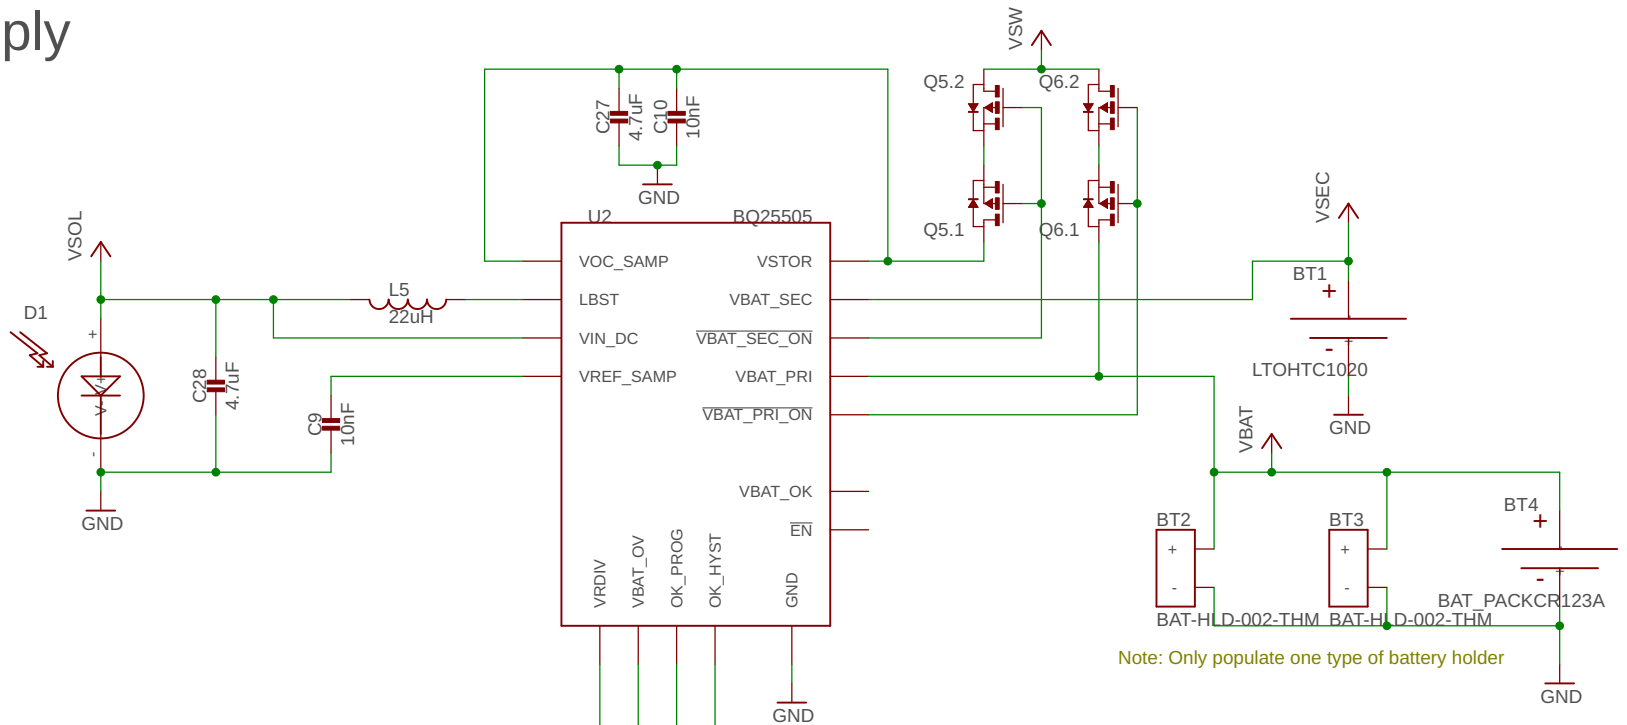 ply
VSOL
D1
+
V+
V-
-
GND
C28
4.7uF
C9
10nF
L5
22uH
C27
4.7uF
C10
10nF
GND
U2
BQ25505
VOC_SAMP
LBST
VIN_DC
VREF_SAMP
VSTOR
VBAT_SEC
VBAT_SEC_ON
VBAT_PRI
VBAT_PRI_ON
VBAT_OK
EN
VRDIV
VBAT_OV
OK_PROG
OK_HYST
GND
GND
VSW
Q5.2
Q6.2
Q5.1
Q6.1
VSEC
BT1
+
-
LTOHTC1020
GND
VBAT
BT2
+
-
BAT-HLD-002-THM
BT3
+
-
BAT-HLD-002-THM
BT4
+
-
BAT_PACKCR123A
Note: Only populate one type of battery holder
GND